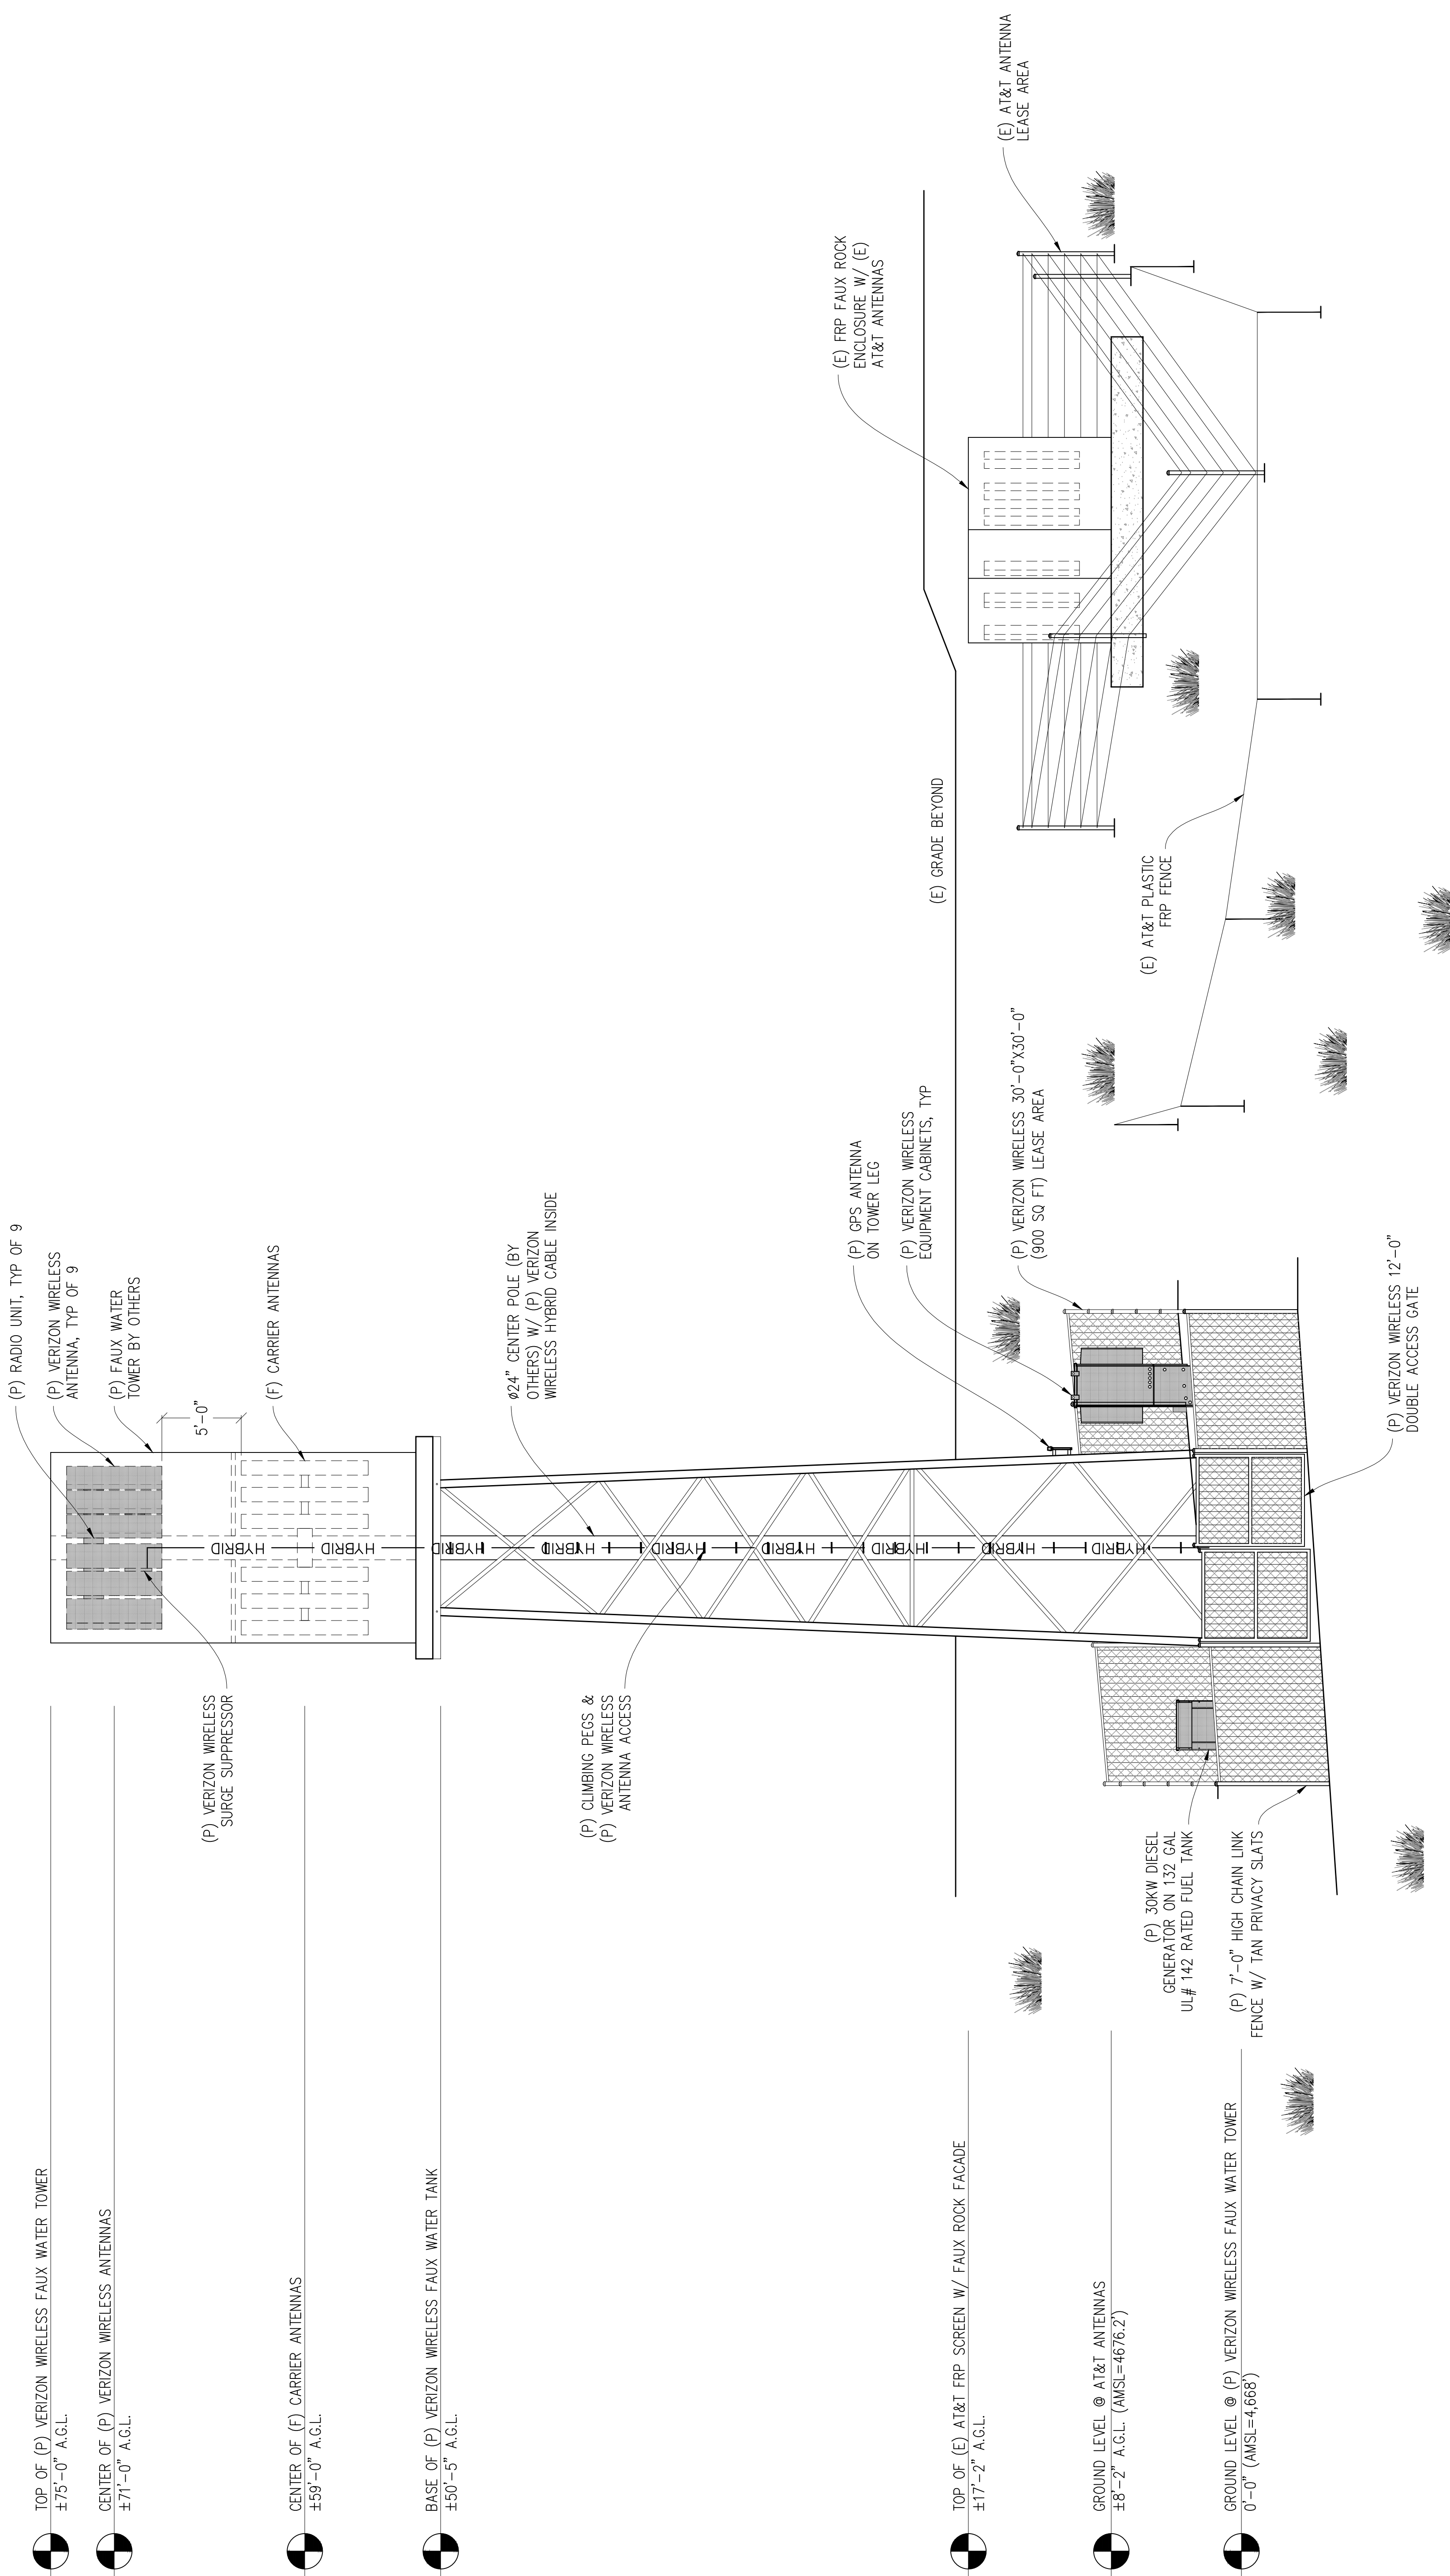 TOP OF (P) VERIZON WIRELESS FAUX WATER TOWER
±75'-0" A.G.L.
CENTER OF (P) VERIZON WIRELESS ANTENNAS
±71'-0" A.G.L.
CENTER OF (F) CARRIER ANTENNAS
±59'-0" A.G.L.
BASE OF (P) VERIZON WIRELESS FAUX WATER TANK
±50'-5" A.G.L.
TOP OF (E) AT&T FRP SCREEN W/ FAUX ROCK FACADE
±17'-2" A.G.L.
GROUND LEVEL @ AT&T ANTENNAS
±8'-2" A.G.L. (AMSL=4676.2')
GROUND LEVEL @ (P) VERIZON WIRELESS FAUX WATER TOWER
0'-0" (AMSL=4,668')
(P) VERIZON WIRELESS
SURGE SUPPRESSOR
(P) CLIMBING PEGS &
(P) VERIZON WIRELESS
ANTENNA ACCESS
(P) 30KW DIESEL
GENERATOR ON 132 GAL
UL# 142 RATED FUEL TANK
(P) 7'-0" HIGH CHAIN LINK
FENCE W/ TAN PRIVACY SLATS
HYBRID
HYBRID
HYBRID
HYBRID
HYBRID
HYBRID
HYBRID
HYBRID
HYBRID
(P) RADIO UNIT, TYP OF 9
(P) VERIZON WIRELESS
ANTENNA, TYP OF 9
(P) FAUX WATER
TOWER BY OTHERS
5'-0"
(F) CARRIER ANTENNAS
ø24" CENTER POLE (BY
OTHERS) W/ (P) VERIZON
WIRELESS HYBRID CABLE INSIDE
(P) GPS ANTENNA
ON TOWER LEG
(P) VERIZON WIRELESS
EQUIPMENT CABINETS, TYP
(P) VERIZON WIRELESS 30'-0"X30'-0"
(900 SQ FT) LEASE AREA
(P) VERIZON WIRELESS 12'-0"
DOUBLE ACCESS GATE
(E) GRADE BEYOND
(E) AT&T PLASTIC
FRP FENCE
(E) FRP FAUX ROCK
ENCLOSURE W/ (E)
AT&T ANTENNAS
(E) AT&T ANTENNA
LEASE AREA